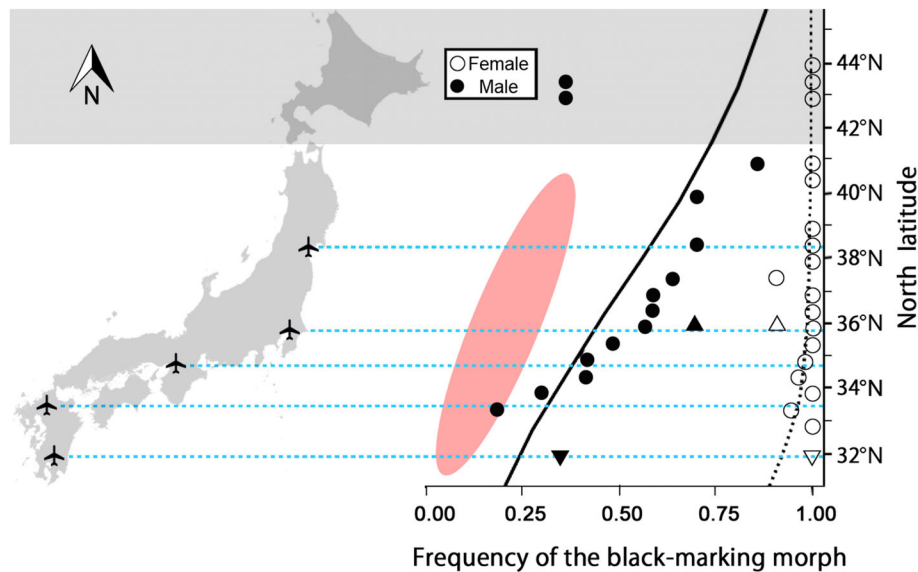 N
Female
Male
44°N
42°N
40°N
38°N
36°N
34°N
32°N
North latitude
0.00 0.25 0.50 0.75 1.00
Frequency of the black-marking morph